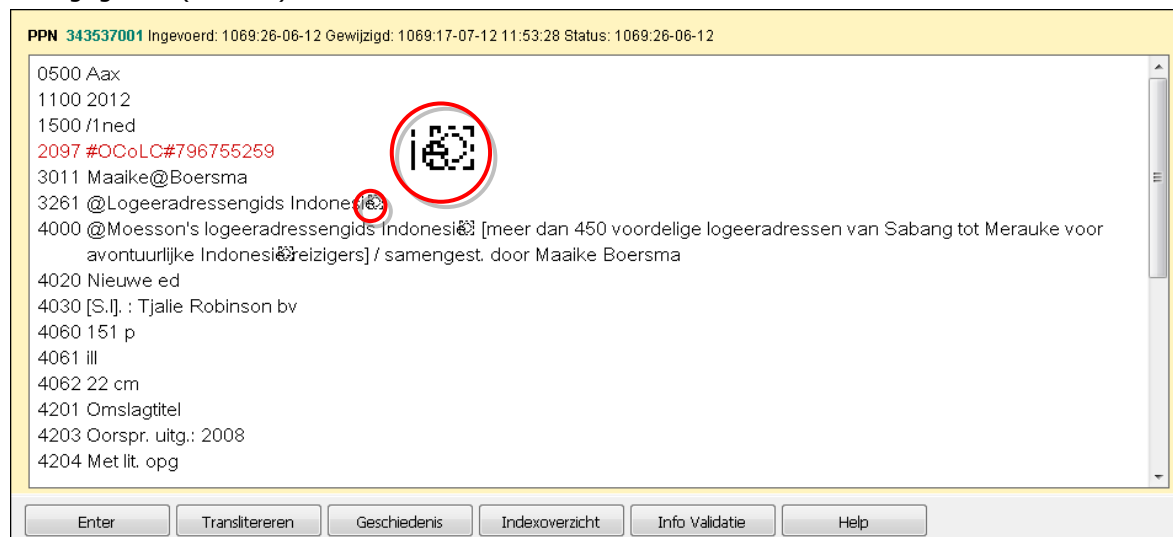 PPN 343537001 Ingevoerd: 1069:26-06-12 Gewijzigd: 1069:17-07-12 11:53:28 Status: 1069:26-06-12
0500 Aax
1100 2012
1500 /1ned
2097 #OCoLC#796755259
ie◌̈
3011 Maaike@Boersma
3261 @Logeeradressengids Indonesie◌̈
4000 @Moesson's logeeradressengids Indonesie◌̈ [meer dan 450 voordelige logeeradressen van Sabang tot Merauke voor
avontuurlijke Indonesie◌̈reizigers] / samengest. door Maaike Boersma
4020 Nieuwe ed
4030 [S.l]. : Tjalie Robinson bv
4060 151 p
4061 ill
4062 22 cm
4201 Omslagtitel
4203 Oorspr. uitg.: 2008
4204 Met lit. opg
Enter Translitereren Geschiedenis Indexoverzicht Info Validatie Help